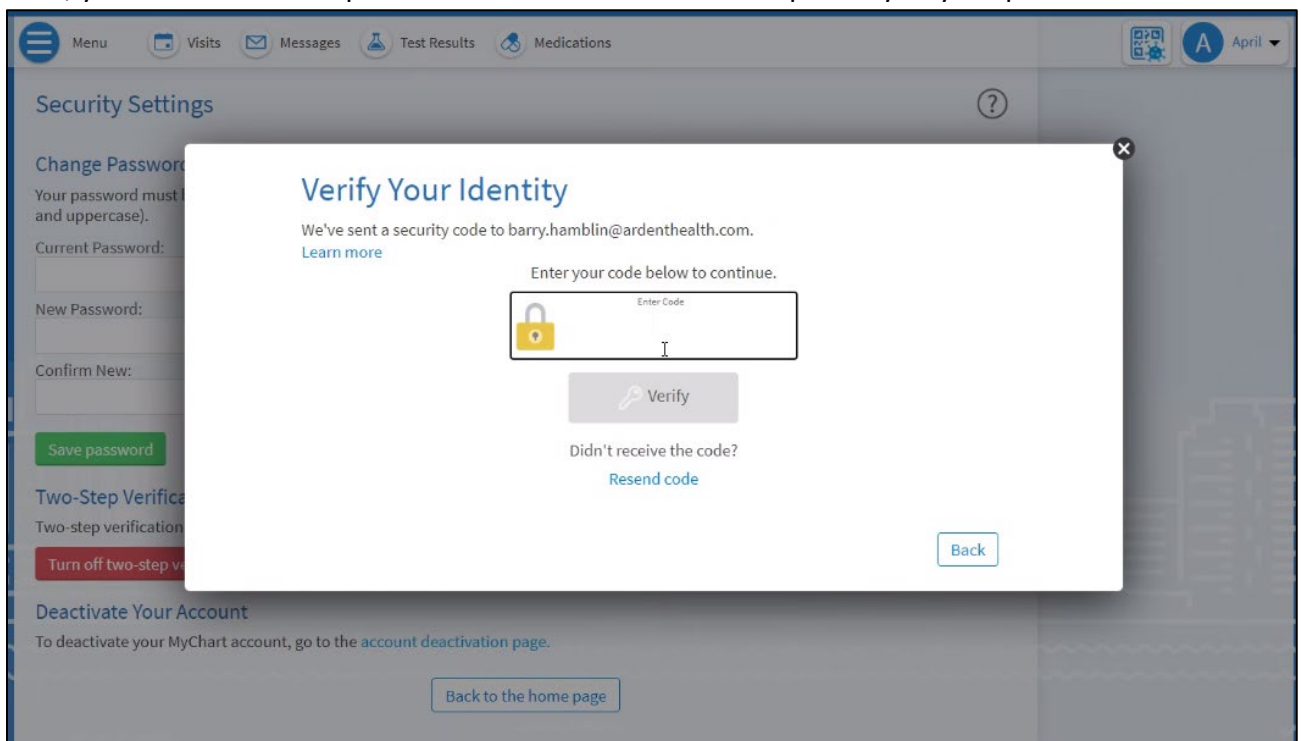 Menu Visits Messages Test Results Medications A April
Security Settings ?
Change Password
Your password must
and uppercase).
Current Password:
New Password:
Confirm New:
Save password
Two-Step Verifica
Two-step verification
Turn off two-step ve
Deactivate Your Account
To deactivate your MyChart account, go to the account deactivation page.
Back to the home page
Verify Your Identity
We've sent a security code to barry.hamblin@ardenthealth.com.
Learn more
Enter your code below to continue.
Enter Code
Verify
Didn't receive the code?
Resend code
Back